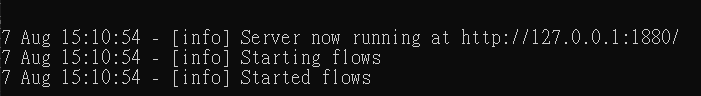 7 Aug 15:10:54 - [info] Server now running at http://127.0.0.1:1880/
7 Aug 15:10:54 - [info] Starting flows
7 Aug 15:10:54 - [info] Started flows